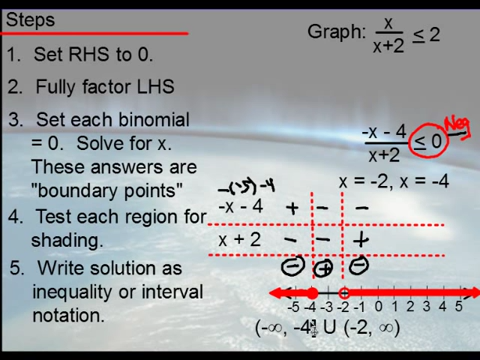 Steps
1. Set RHS to 0.
2. Fully factor LHS
3. Set each binomial
= 0. Solve for x.
These answers are
"boundary points"
4. Test each region for
shading.
5. Write solution as
inequality or interval
notation.
Graph: x/x+2 ≤ 2
-x - 4/x+2 ≤ 0 Neg
x = -2, x = -4
-(-5)-4
-x - 4 + - -
x + 2 - - +
- + -
-5 -4 -3 -2 -1 0 1 2 3 4 5
(-∞, -4] U (-2, ∞)